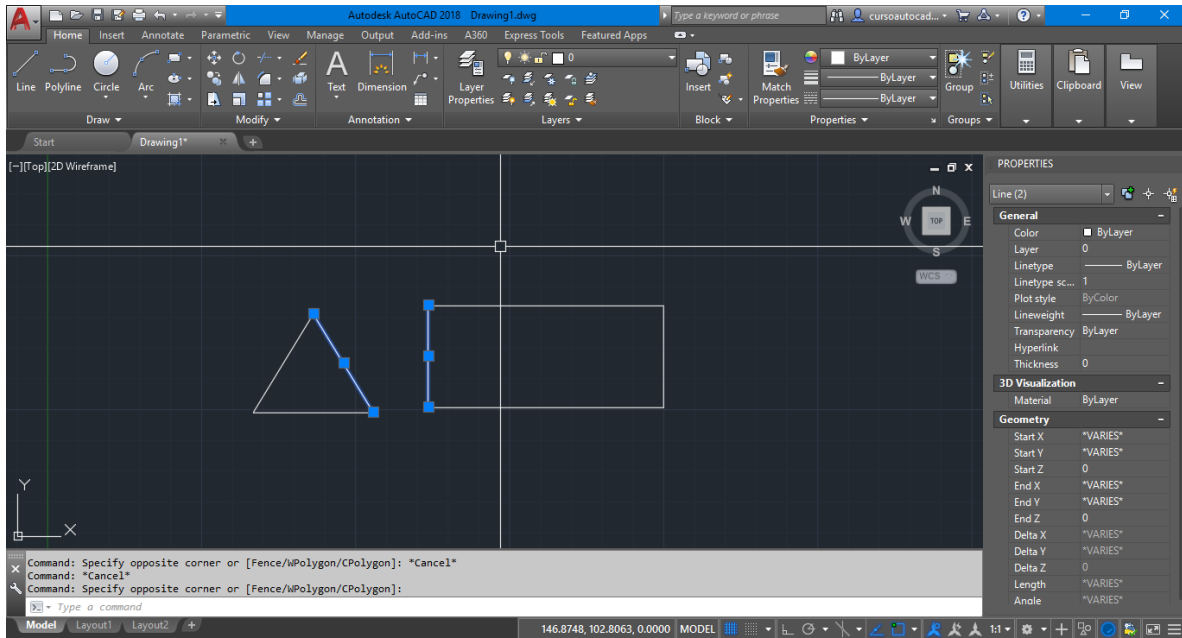 A. Autodesk AutoCAD 2018 Drawing1.dwg Type a keyword or phrase cursoautocad... ?
Home Insert Annotate Parametric View Manage Output Add-ins A360 Express Tools Featured Apps
0 ByLayer
Line Polyline Circle Arc A Text Dimension Layer Properties Insert Match Properties ByLayer ByLayer Group Utilities Clipboard View
Draw Modify Annotation Layers Block Properties Groups
Start Drawing1* +
[−][Top][2D Wireframe]
N
W TOP E
S
WCS
Y
X
PROPERTIES
Line (2)
General
Color ByLayer
Layer 0
Linetype ByLayer
Linetype sc... 1
Plot style ByColor
Lineweight ByLayer
Transparency ByLayer
Hyperlink
Thickness 0
3D Visualization
Material ByLayer
Geometry
Start X *VARIES*
Start Y *VARIES*
Start Z 0
End X *VARIES*
End Y *VARIES*
End Z 0
Delta X *VARIES*
Delta Y *VARIES*
Delta Z 0
Length *VARIES*
Angle *VARIES*
Command: Specify opposite corner or [Fence/WPolygon/CPolygon]: *Cancel*
Command: *Cancel*
Command: Specify opposite corner or [Fence/WPolygon/CPolygon]:
Type a command
Model Layout1 Layout2 +
146.8748, 102.8063, 0.0000 MODEL 1:1